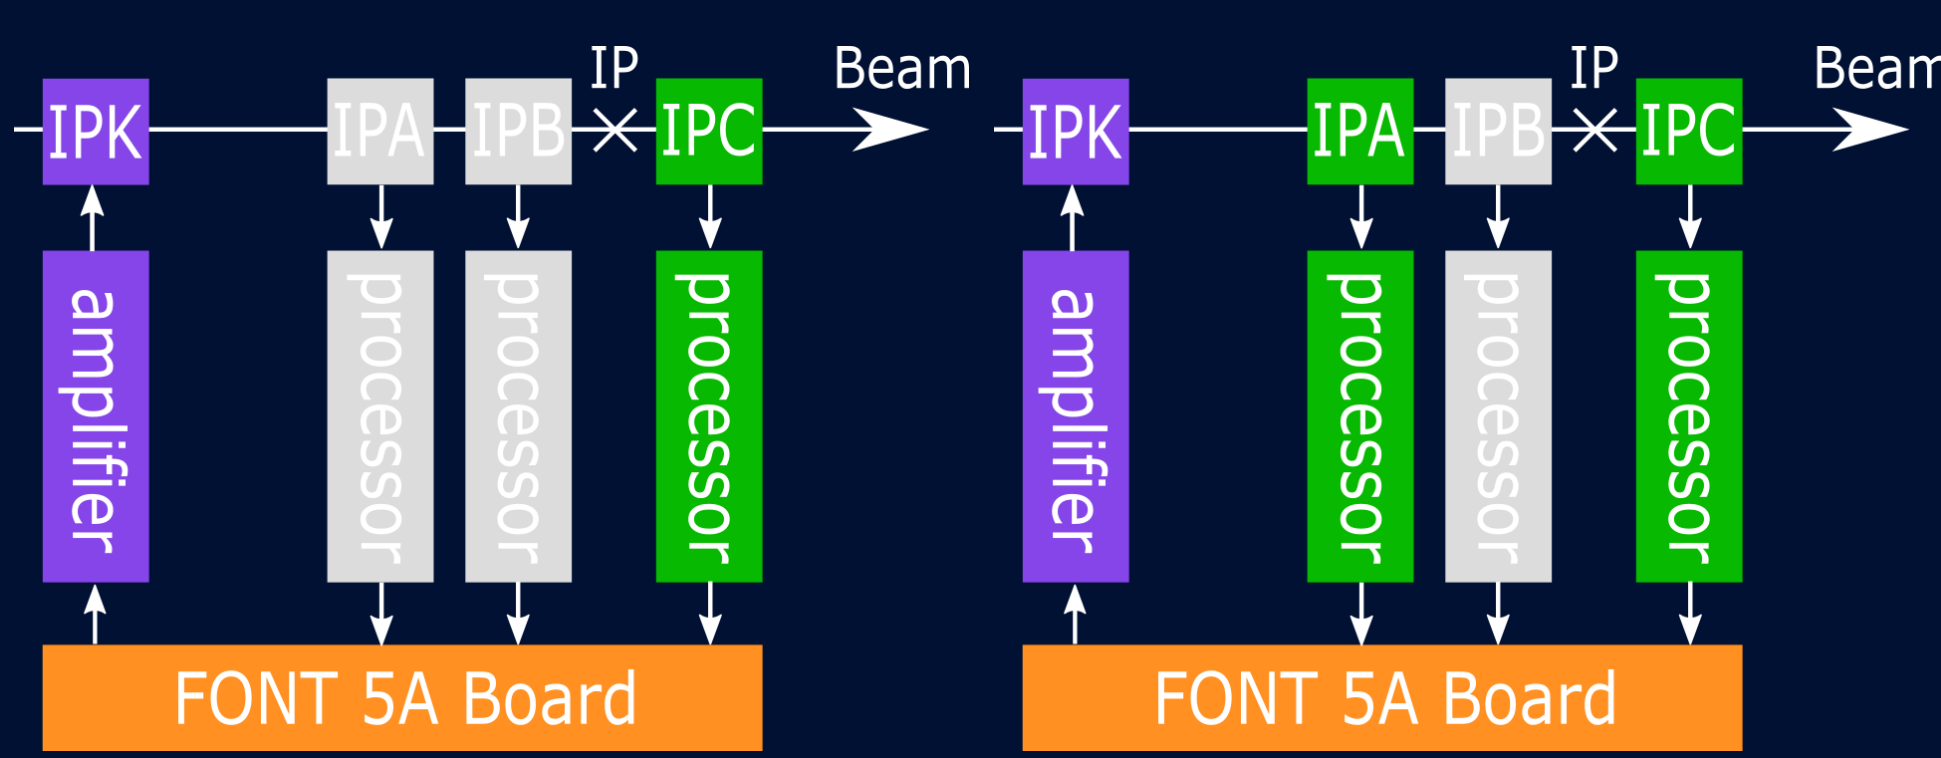 IP
Beam
IPK
IPA
IPB
IPC
amplifier
processor
processor
processor
FONT 5A Board
IP
Beam
IPK
IPA
IPB
IPC
amplifier
processor
processor
processor
FONT 5A Board